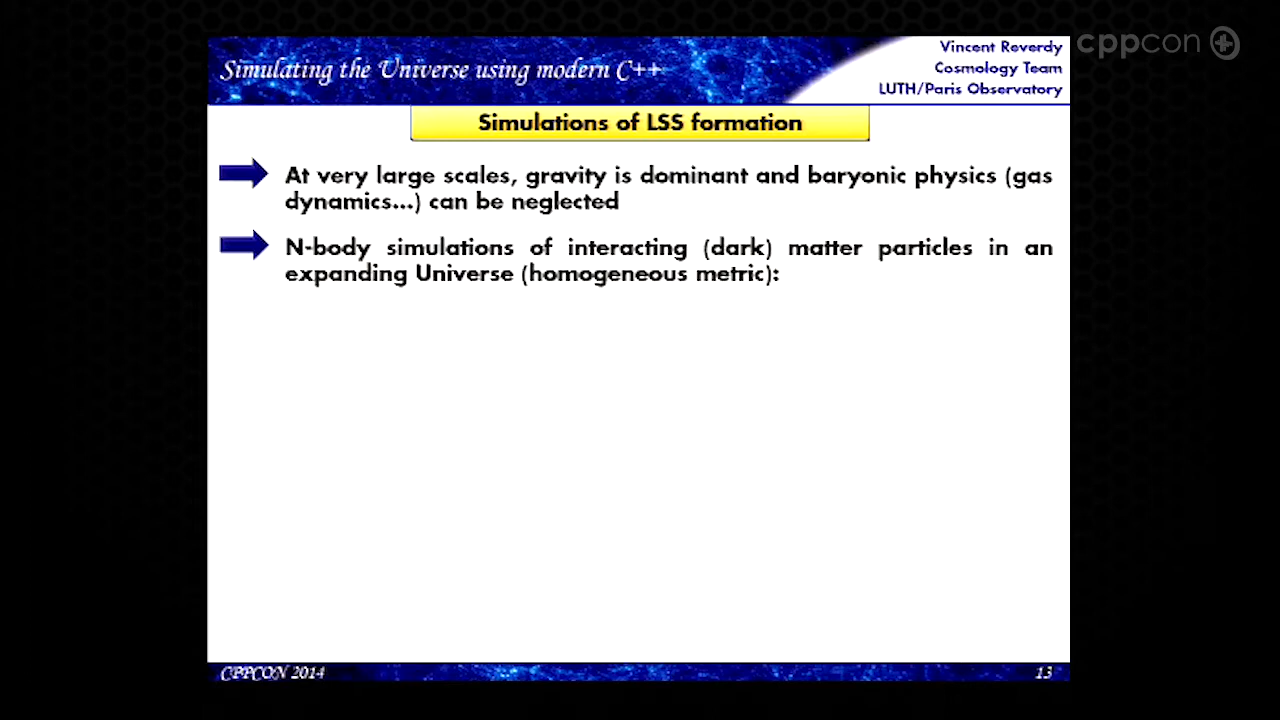 Simulating the Universe using modern C++
Vincent Reverdy
Cosmology Team
LUTH/Paris Observatory
cppcon
Simulations of LSS formation
At very large scales, gravity is dominant and baryonic physics (gas
dynamics...) can be neglected
N-body simulations of interacting (dark) matter particles in an
expanding Universe (homogeneous metric):
CPPCON 2014
13